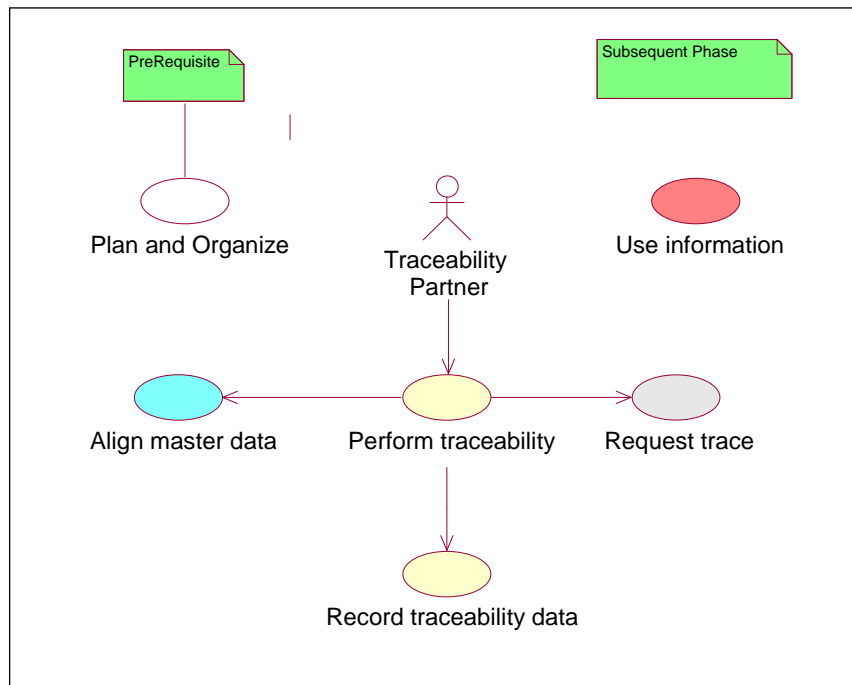 PreRequisite
Subsequent Phase
Plan and Organize
Traceability
Partner
Use information
Align master data
Perform traceability
Request trace
Record traceability data